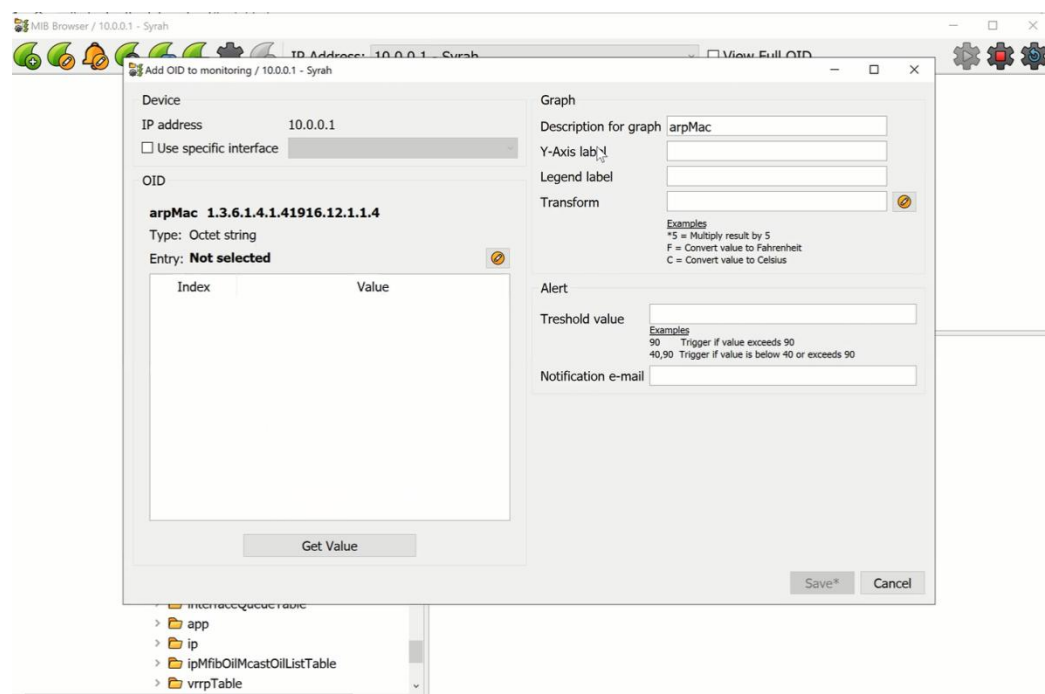 MIB Browser / 10.0.0.1 - Syrah
IP Address: 10.0.0.1 - Syrah
View Full OID
Add OID to monitoring / 10.0.0.1 - Syrah
Device
IP address 10.0.0.1
Use specific interface
OID
arpMac 1.3.6.1.4.1.41916.12.1.1.4
Type: Octet string
Entry: Not selected
Index Value
Get Value
Graph
Description for graph arpMac
Y-Axis label
Legend label
Transform
Examples
*5 = Multiply result by 5
F = Convert value to Fahrenheit
C = Convert value to Celsius
Alert
Treshold value
Examples
90 Trigger if value exceeds 90
40,90 Trigger if value is below 40 or exceeds 90
Notification e-mail
Save* Cancel
interfaceQueueTable
app
ip
ipMfibOilMcastOilListTable
vrrpTable